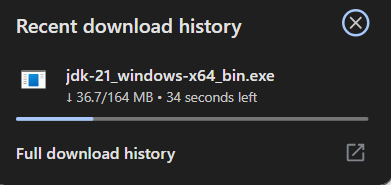 Recent download history
jdk-21_windows-x64_bin.exe
↓ 36.7/164 MB • 34 seconds left
Full download history